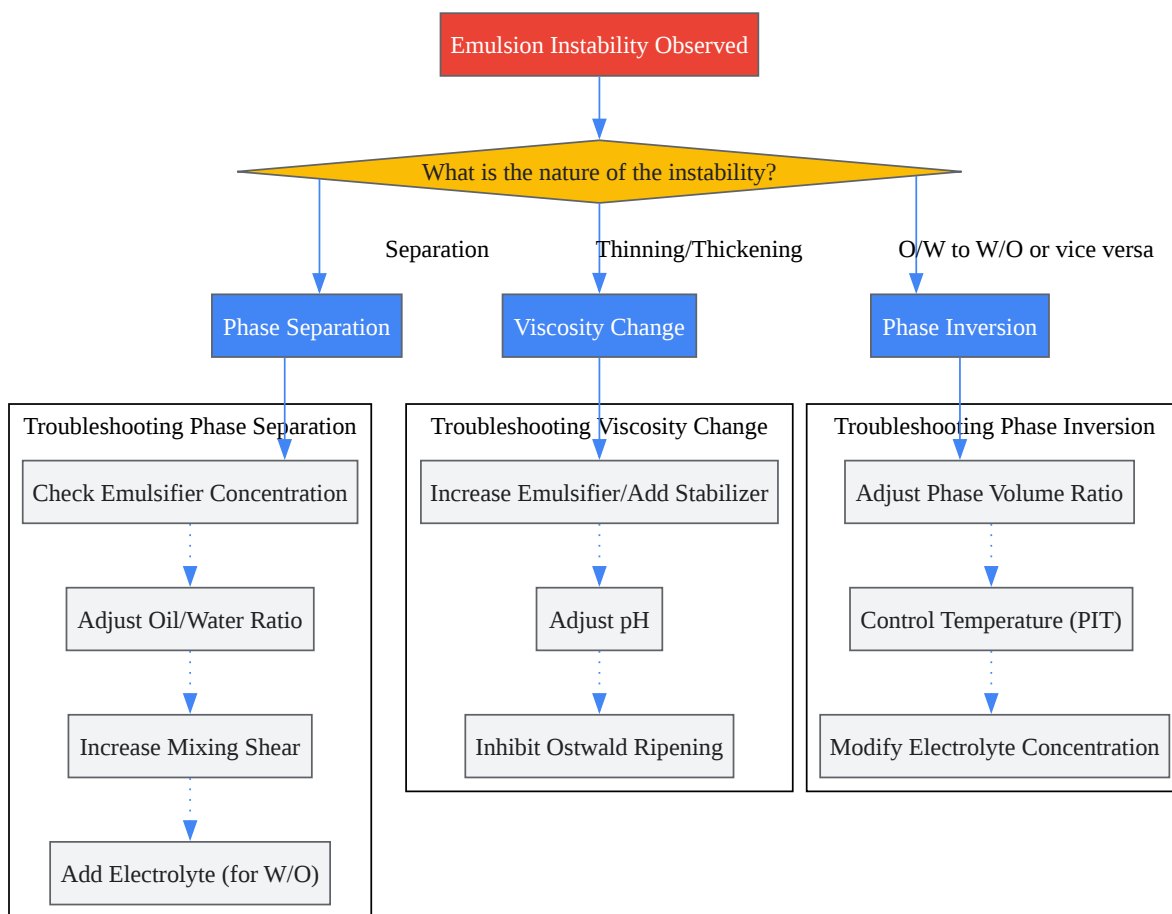 Emulsion Instability Observed
What is the nature of the instability?
Separation
Thinning/Thickening
O/W to W/O or vice versa
Phase Separation
Viscosity Change
Phase Inversion
Troubleshooting Phase Separation
Check Emulsifier Concentration
Adjust Oil/Water Ratio
Increase Mixing Shear
Add Electrolyte (for W/O)
Troubleshooting Viscosity Change
Increase Emulsifier/Add Stabilizer
Adjust pH
Inhibit Ostwald Ripening
Troubleshooting Phase Inversion
Adjust Phase Volume Ratio
Control Temperature (PIT)
Modify Electrolyte Concentration